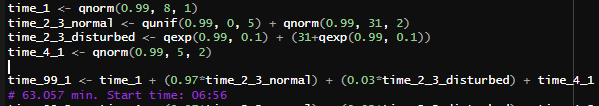 time_1 <- qnorm(0.99, 8, 1)
time_2_3_normal <- qunif(0.99, 0, 5) + qnorm(0.99, 31, 2)
time_2_3_disturbed <- qexp(0.99, 0.1) + (31+qexp(0.99, 0.1))
time_4_1 <- qnorm(0.99, 5, 2)
time_99_1 <- time_1 + (0.97*time_2_3_normal) + (0.03*time_2_3_disturbed) + time_4_1
# 63.057 min. Start time: 06:56